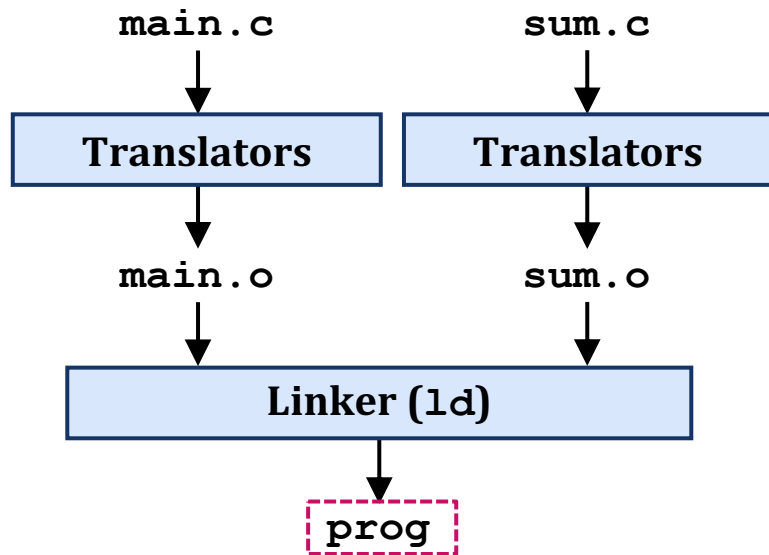 main.c sum.c
Translators Translators
main.o sum.o
Linker (ld)
prog